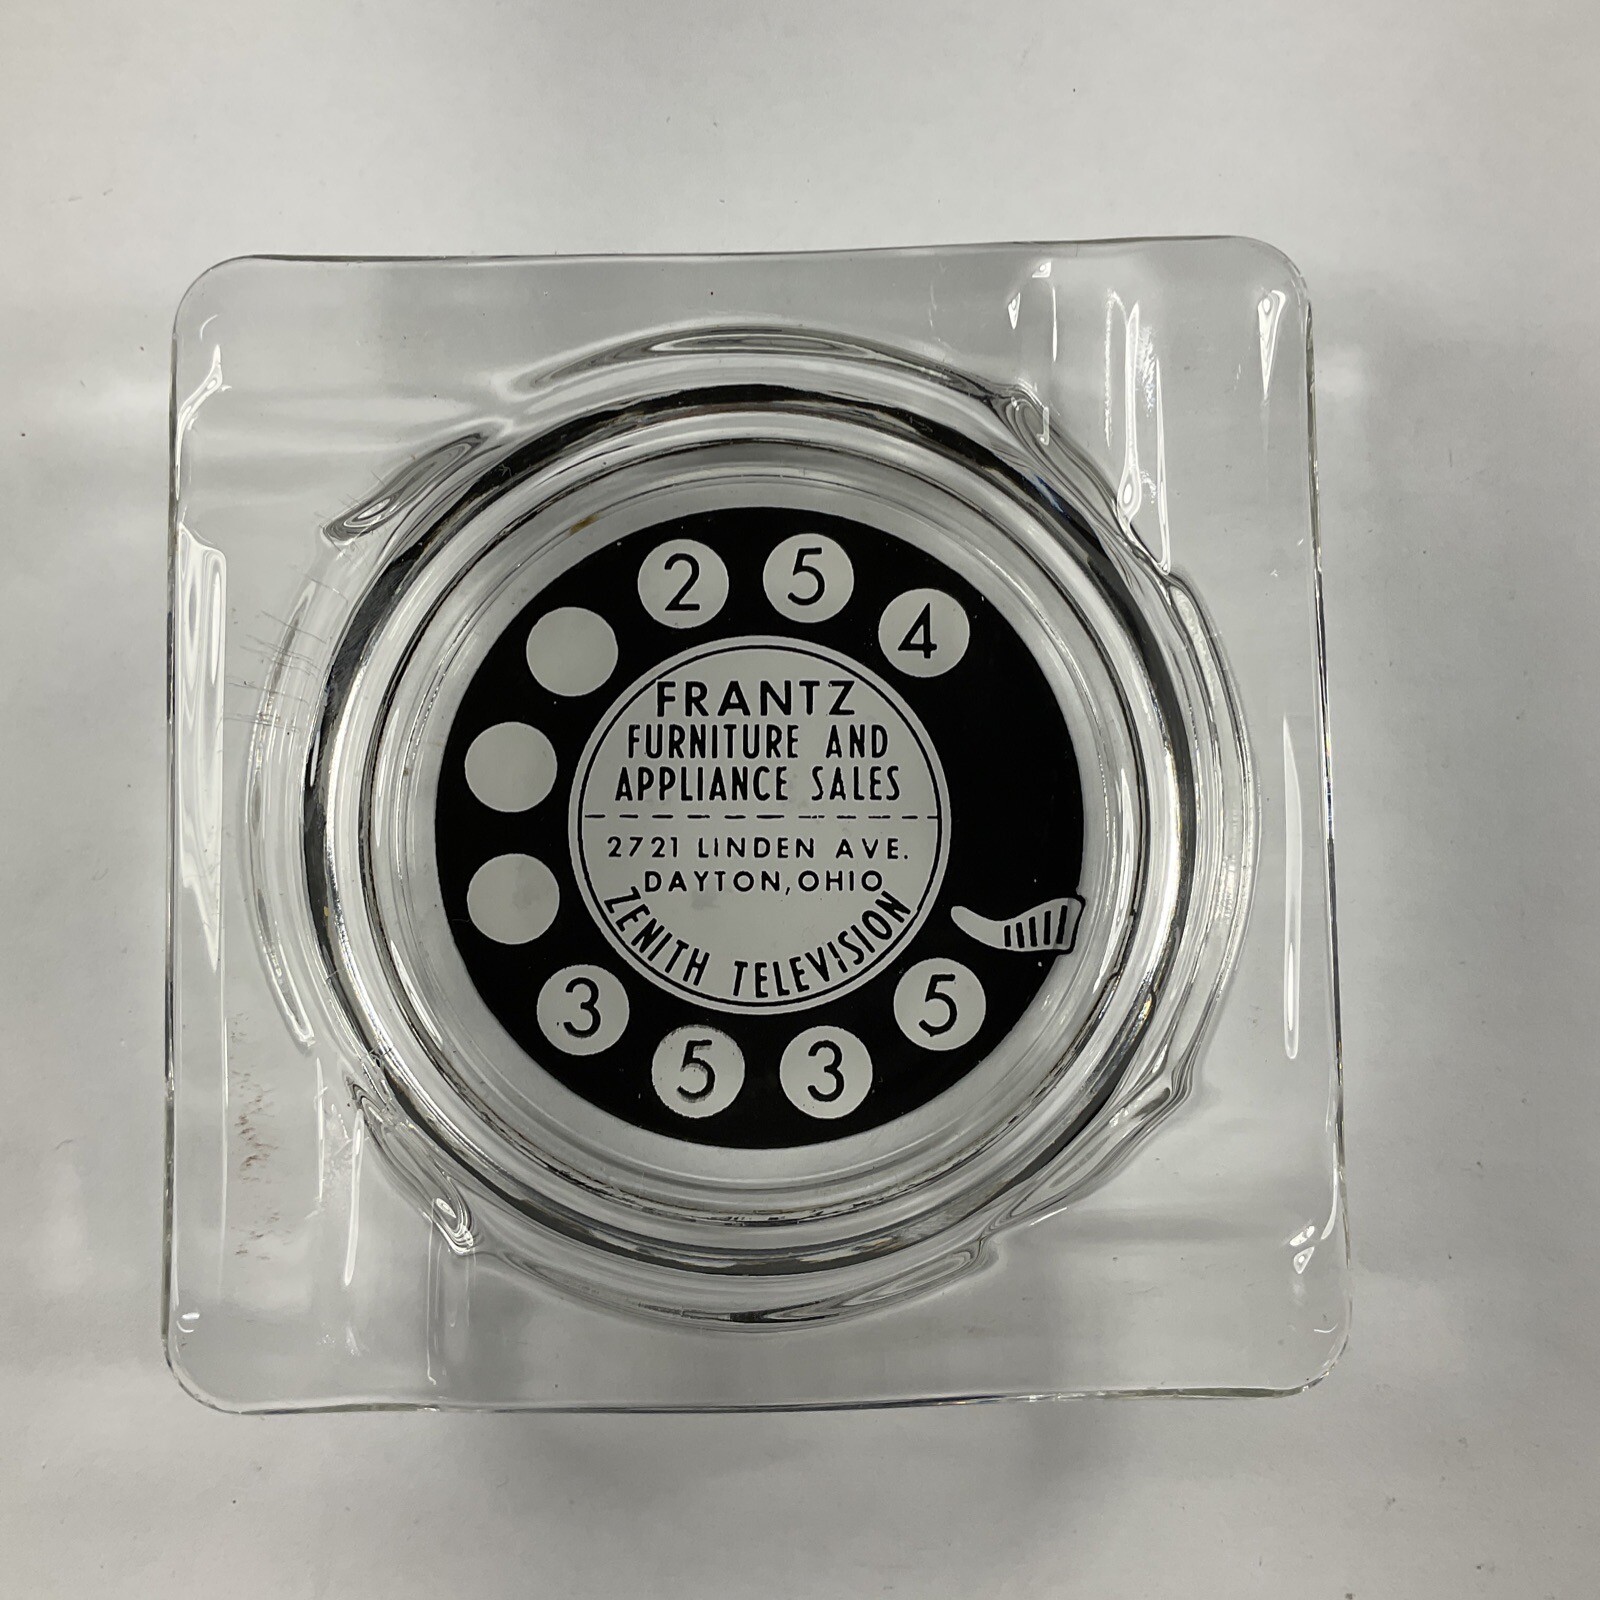 2 5 4
FRANTZ
FURNITURE AND
APPLIANCE SALES
2721 LINDEN AVE.
DAYTON, OHIO
ZENITH TELEVISION
3 5 3 5